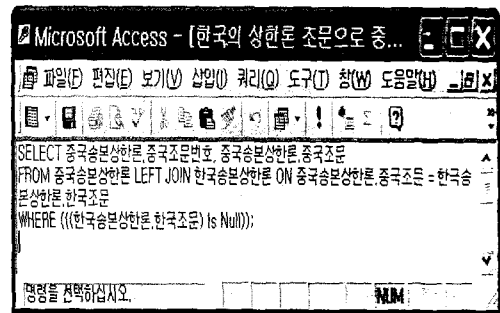 Microsoft Access - [한국의 상한론 조문으로 중...
파일(F) 편집(E) 보기(V) 삽입(I) 쿼리(Q) 도구(T) 창(W) 도움말(H)
SELECT 중국송본상한론.중국조문번호, 중국송본상한론.중국조문
FROM 중국송본상한론 LEFT JOIN 한국송본상한론 ON 중국송본상한론.중국조문 = 한국송
본상한론.한국조문
WHERE (((한국송본상한론.한국조문) is Null));
명령을 선택하십시오.
NUM